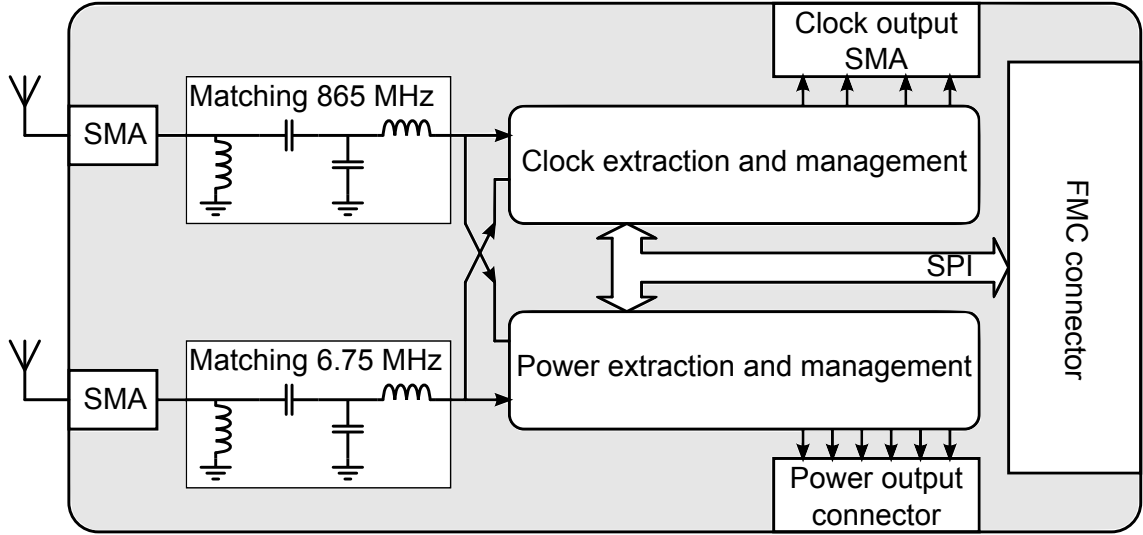 Clock output
SMA
Matching 865 MHz
SMA
Clock extraction and management
FMC connector
SPI
Matching 6.75 MHz
Power extraction and management
SMA
Power output
connector